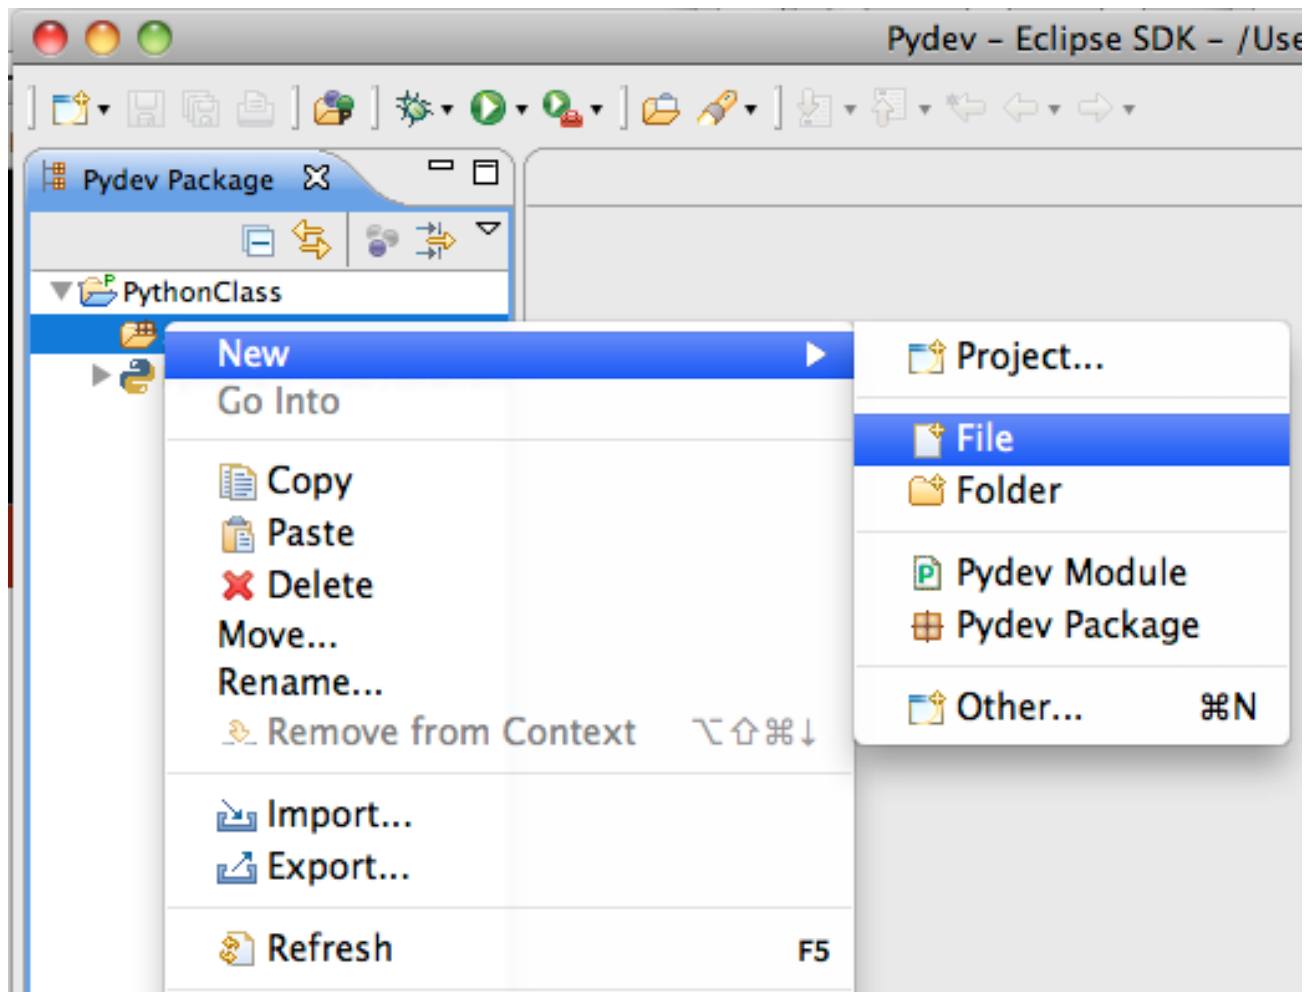 Pydev – Eclipse SDK – /Use
Pydev Package
PythonClass
New
Go Into
Copy
Paste
Delete
Move...
Rename...
Remove from Context ⌥⇧⌘↓
Import...
Export...
Refresh F5
Project...
File
Folder
Pydev Module
Pydev Package
Other... ⌘N